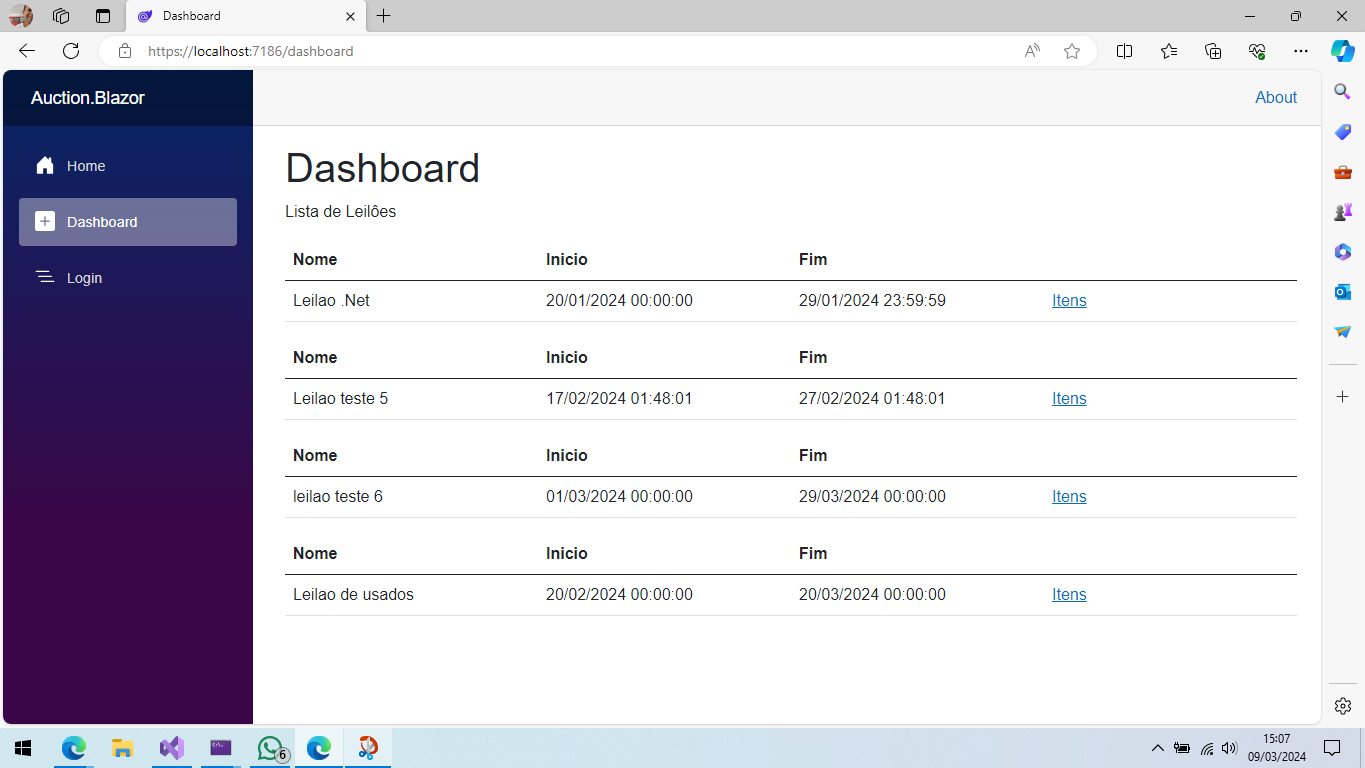 Dashboard
https://localhost:7186/dashboard
Auction.Blazor
About
Home
Dashboard
Login
Dashboard
Lista de Leilôes
Nome Inicio Fim
Leilao .Net 20/01/2024 00:00:00 29/01/2024 23:59:59 Itens
Nome Inicio Fim
Leilao teste 5 17/02/2024 01:48:01 27/02/2024 01:48:01 Itens
Nome Inicio Fim
leilao teste 6 01/03/2024 00:00:00 29/03/2024 00:00:00 Itens
Nome Inicio Fim
Leilao de usados 20/02/2024 00:00:00 20/03/2024 00:00:00 Itens
6
15:07
09/03/2024